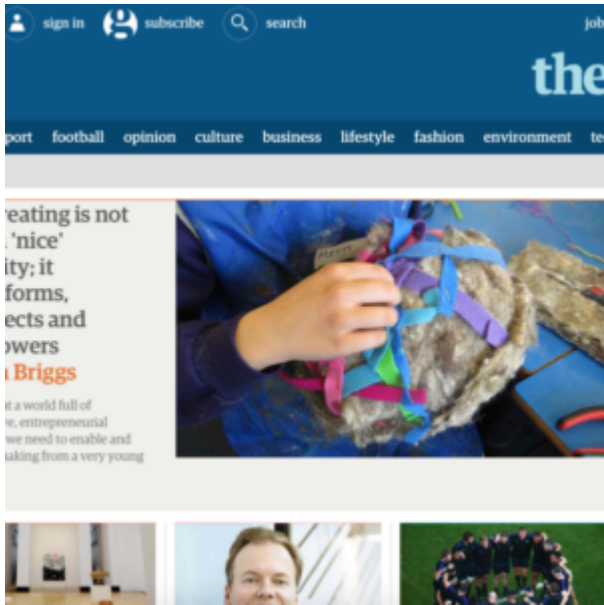 sign in subscribe search job
the
port football opinion culture business lifestyle fashion environment te
reating is not
'nice'
ity; it
forms,
ects and
owers
Briggs
at a world full of
ve, entrepreneurial
we need to enable and
aking from a very young